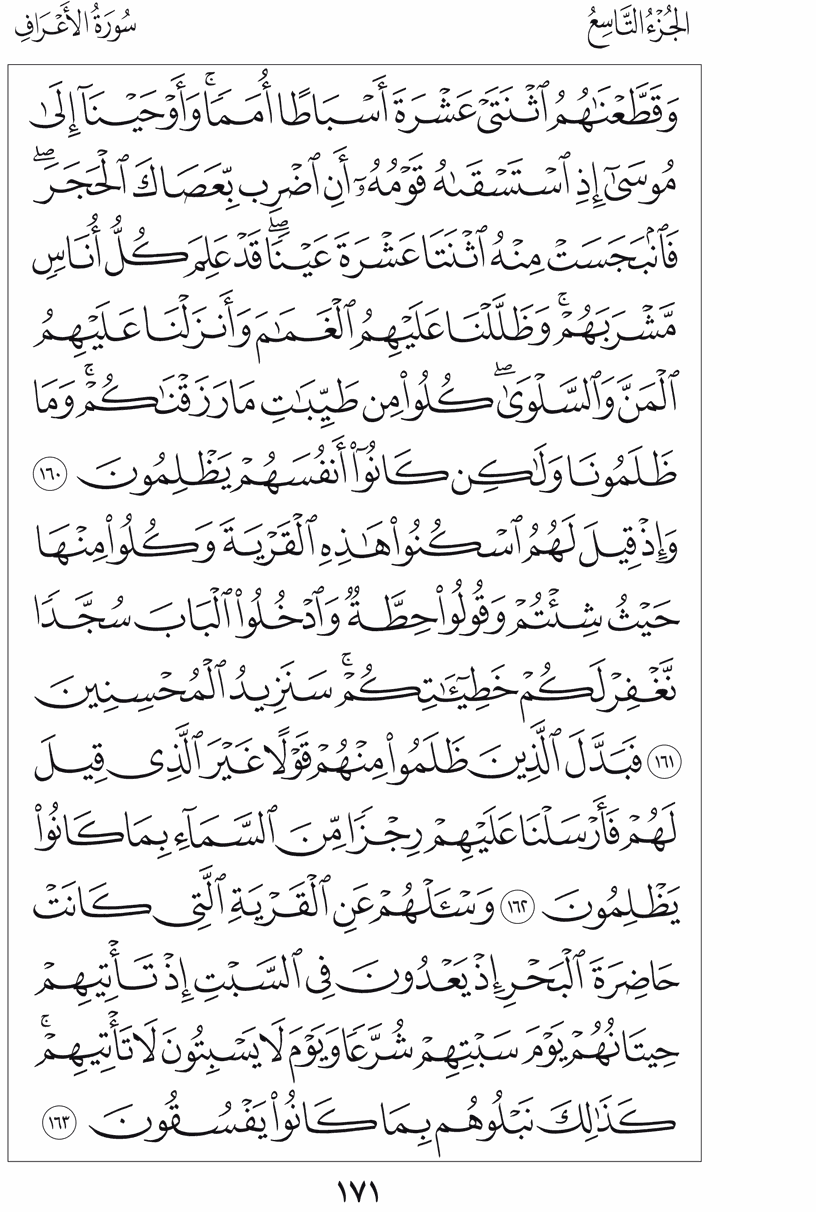 الجُزْءُ التَّاسِعُ
سُورَةُ الأَعْرَافِ
وَقَطَّعْنَٰهُمُ ٱثْنَتَىْ عَشْرَةَ أَسْبَاطًا أُمَمًاۚ وَأَوْحَيْنَآ إِلَىٰ
مُوسَىٰٓ إِذِ ٱسْتَسْقَىٰهُ قَوْمُهُۥٓ أَنِ ٱضْرِب بِّعَصَاكَ ٱلْحَجَرَۖ
فَٱنۢبَجَسَتْ مِنْهُ ٱثْنَتَا عَشْرَةَ عَيْنًاۖ قَدْ عَلِمَ كُلُّ أُنَاسٍ
مَّشْرَبَهُمْۚ وَظَلَّلْنَا عَلَيْهِمُ ٱلْغَمَٰمَ وَأَنزَلْنَا عَلَيْهِمُ
ٱلْمَنَّ وَٱلسَّلْوَىٰۖ كُلُوا۟ مِن طَيِّبَٰتِ مَا رَزَقْنَٰكُمْۚ وَمَا
ظَلَمُونَا وَلَٰكِن كَانُوٓا۟ أَنفُسَهُمْ يَظْلِمُونَ ١٦٠
وَإِذْ قِيلَ لَهُمُ ٱسْكُنُوا۟ هَٰذِهِ ٱلْقَرْيَةَ وَكُلُوا۟ مِنْهَا
حَيْثُ شِئْتُمْ وَقُولُوا۟ حِطَّةٌ وَٱدْخُلُوا۟ ٱلْبَابَ سُجَّدًا
نَّغْفِرْ لَكُمْ خَطِيٓـَٰٔتِكُمْۚ سَنَزِيدُ ٱلْمُحْسِنِينَ
١٦١ فَبَدَّلَ ٱلَّذِينَ ظَلَمُوا۟ مِنْهُمْ قَوْلًا غَيْرَ ٱلَّذِى قِيلَ
لَهُمْ فَأَرْسَلْنَا عَلَيْهِمْ رِجْزًا مِّنَ ٱلسَّمَآءِ بِمَا كَانُوا۟
يَظْلِمُونَ ١٦٢ وَسْـَٔلْهُمْ عَنِ ٱلْقَرْيَةِ ٱلَّتِى كَانَتْ
حَاضِرَةَ ٱلْبَحْرِ إِذْ يَعْدُونَ فِى ٱلسَّبْتِ إِذْ تَأْتِيهِمْ
حِيتَانُهُمْ يَوْمَ سَبْتِهِمْ شُرَّعًا وَيَوْمَ لَا يَسْبِتُونَ لَا تَأْتِيهِمْۚ
كَذَٰلِكَ نَبْلُوهُم بِمَا كَانُوا۟ يَفْسُقُونَ ١٦٣
١٧١